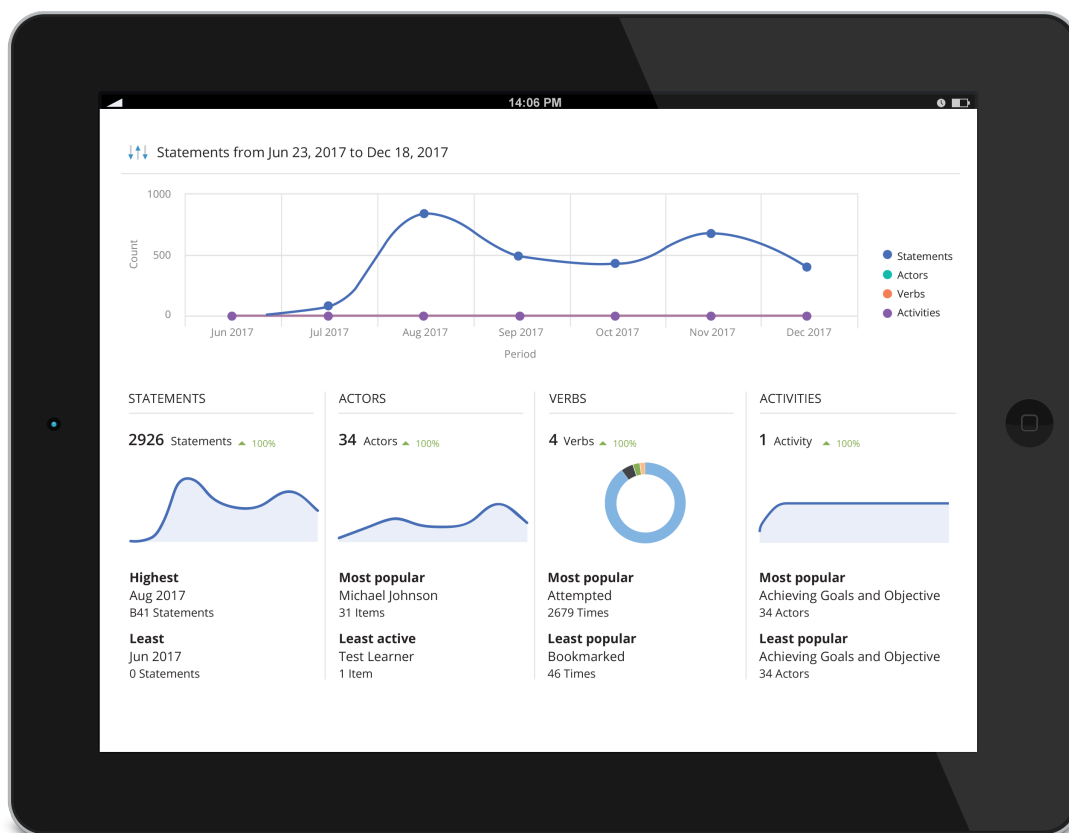 14:06 PM
Statements from Jun 23, 2017 to Dec 18, 2017
1000
500
0
Count
Jun 2017
Jul 2017
Aug 2017
Sep 2017
Oct 2017
Nov 2017
Dec 2017
Period
Statements
Actors
Verbs
Activities
STATEMENTS
2926 Statements 100%
Highest
Aug 2017
B41 Statements
Least
Jun 2017
0 Statements
ACTORS
34 Actors 100%
Most popular
Michael Johnson
31 Items
Least active
Test Learner
1 Item
VERBS
4 Verbs 100%
Most popular
Attempted
2679 Times
Least popular
Bookmarked
46 Times
ACTIVITIES
1 Activity 100%
Most popular
Achieving Goals and Objective
34 Actors
Least popular
Achieving Goals and Objective
34 Actors